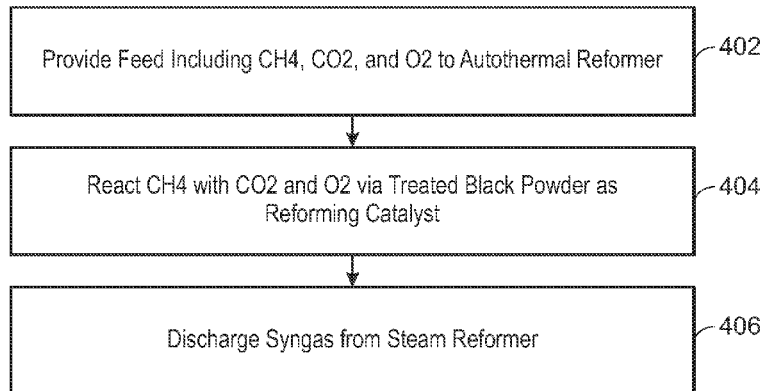 Provide Feed Including CH4, CO2, and O2 to Autothermal Reformer
402
React CH4 with CO2 and O2 via Treated Black Powder as
Reforming Catalyst
404
Discharge Syngas from Steam Reformer
406